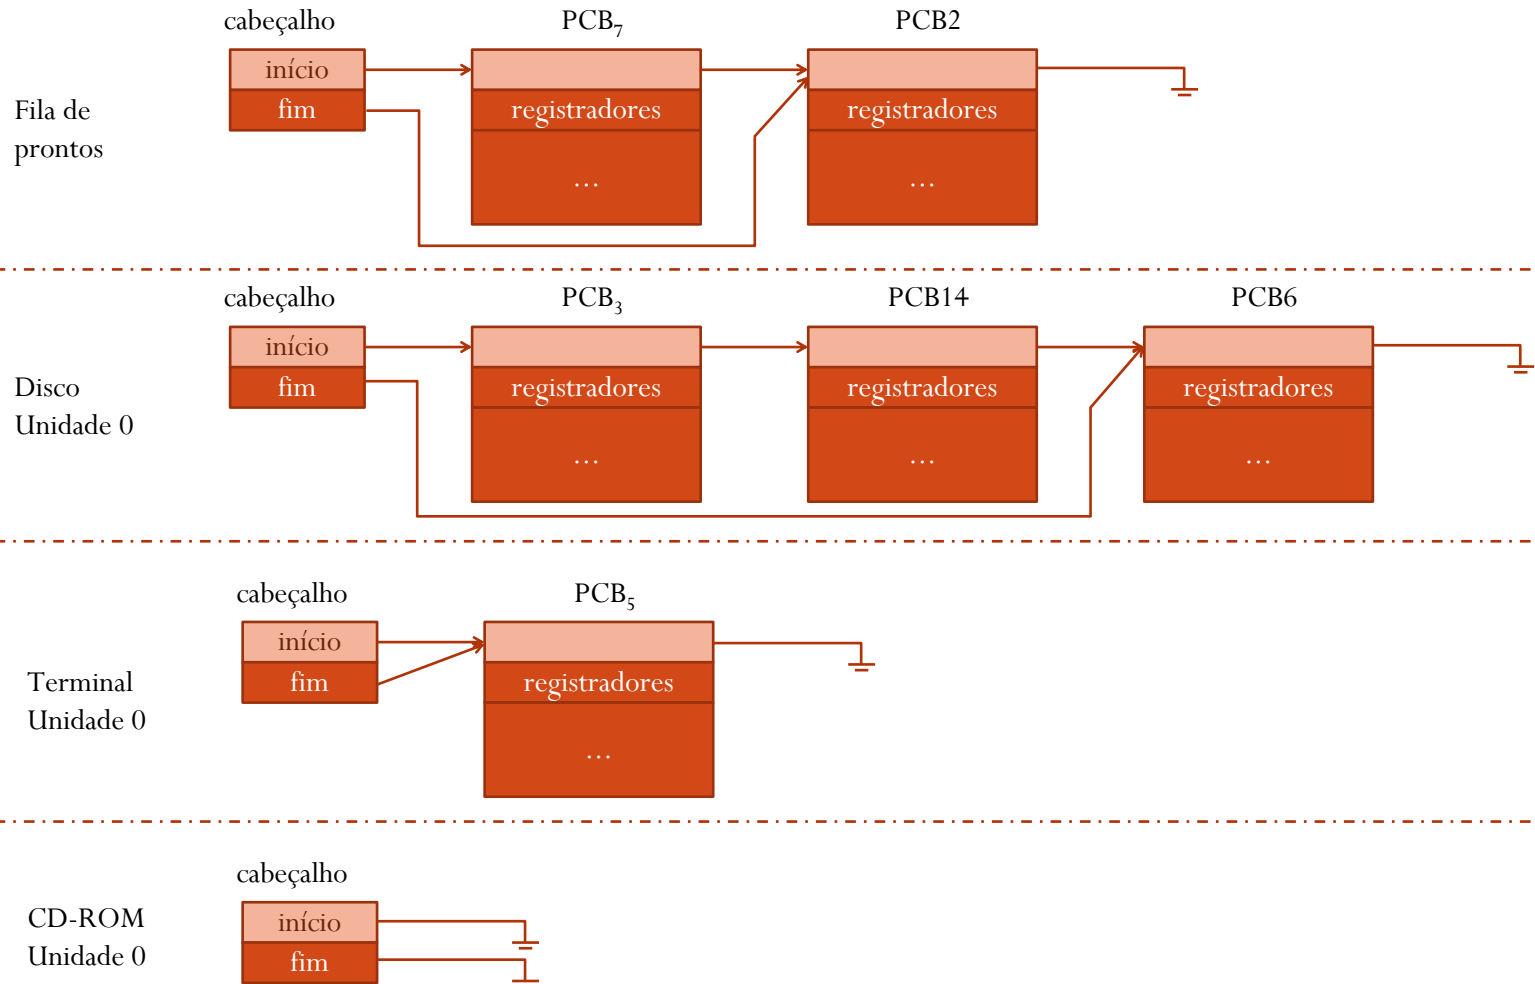 cabeçalho
PCB₇
PCB2
início
fim
registradores
...
registradores
...
Fila de
prontos
cabeçalho
PCB₃
PCB14
PCB6
início
fim
registradores
...
registradores
...
registradores
...
Disco
Unidade 0
cabeçalho
PCB₅
início
fim
registradores
...
Terminal
Unidade 0
cabeçalho
início
fim
CD-ROM
Unidade 0